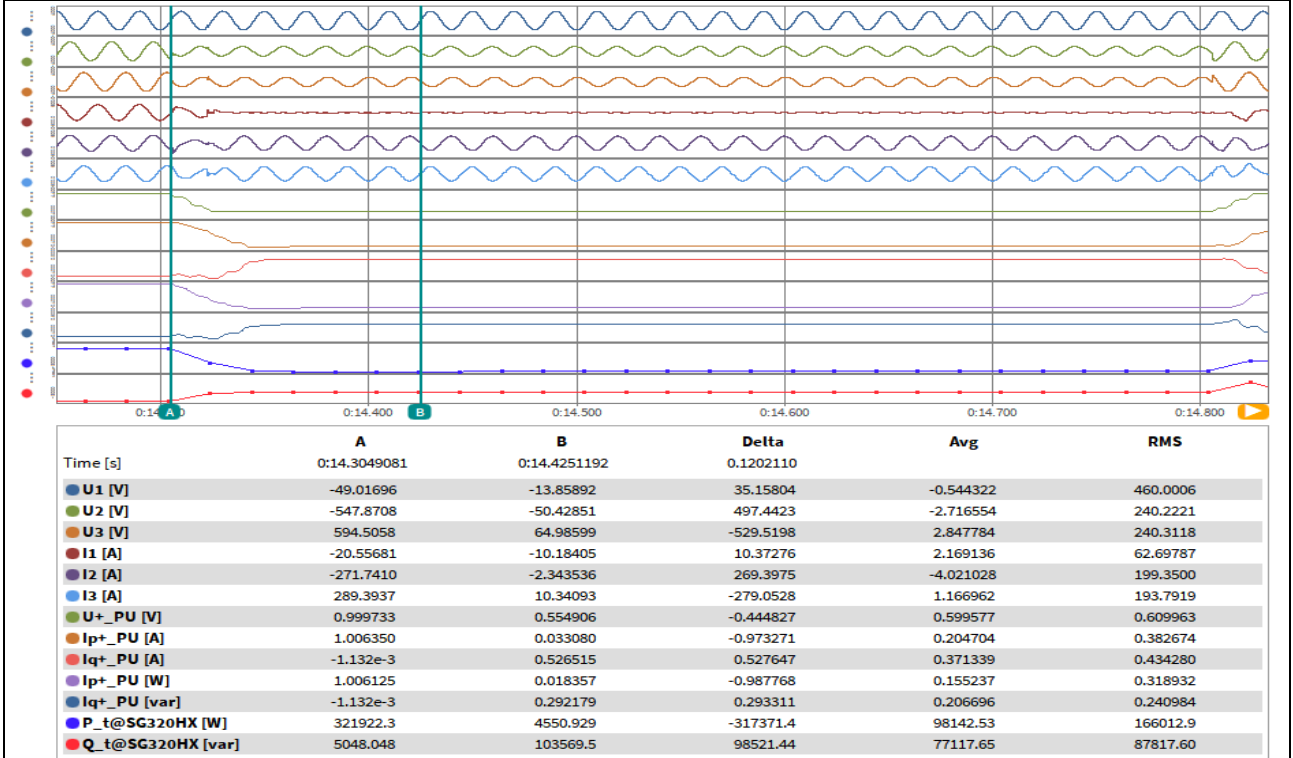 0:14.400 0:14.500 0:14.600 0:14.700 0:14.800
A B
A B Delta Avg RMS
Time [s] 0:14.3049081 0:14.4251192 0.1202110
U1 [V] -49.01696 -13.85892 35.15804 -0.544322 460.0006
U2 [V] -547.8708 -50.42851 497.4423 -2.716554 240.2221
U3 [V] 594.5058 64.98599 -529.5198 2.847784 240.3118
I1 [A] -20.55681 -10.18405 10.37276 2.169136 62.69787
I2 [A] -271.7410 -2.343536 269.3975 -4.021028 199.3500
I3 [A] 289.3937 10.34093 -279.0528 1.166962 193.7919
U+_PU [V] 0.999733 0.554906 -0.444827 0.599577 0.609963
Ip+_PU [A] 1.006350 0.033080 -0.973271 0.204704 0.382674
Iq+_PU [A] -1.132e-3 0.526515 0.527647 0.371339 0.434280
Ip+_PU [W] 1.006125 0.018357 -0.987768 0.155237 0.318932
Iq+_PU [var] -1.132e-3 0.292179 0.293311 0.206696 0.240984
P_t@SG320HX [W] 321922.3 4550.929 -317371.4 98142.53 166012.9
Q_t@SG320HX [var] 5048.048 103569.5 98521.44 77117.65 87817.60